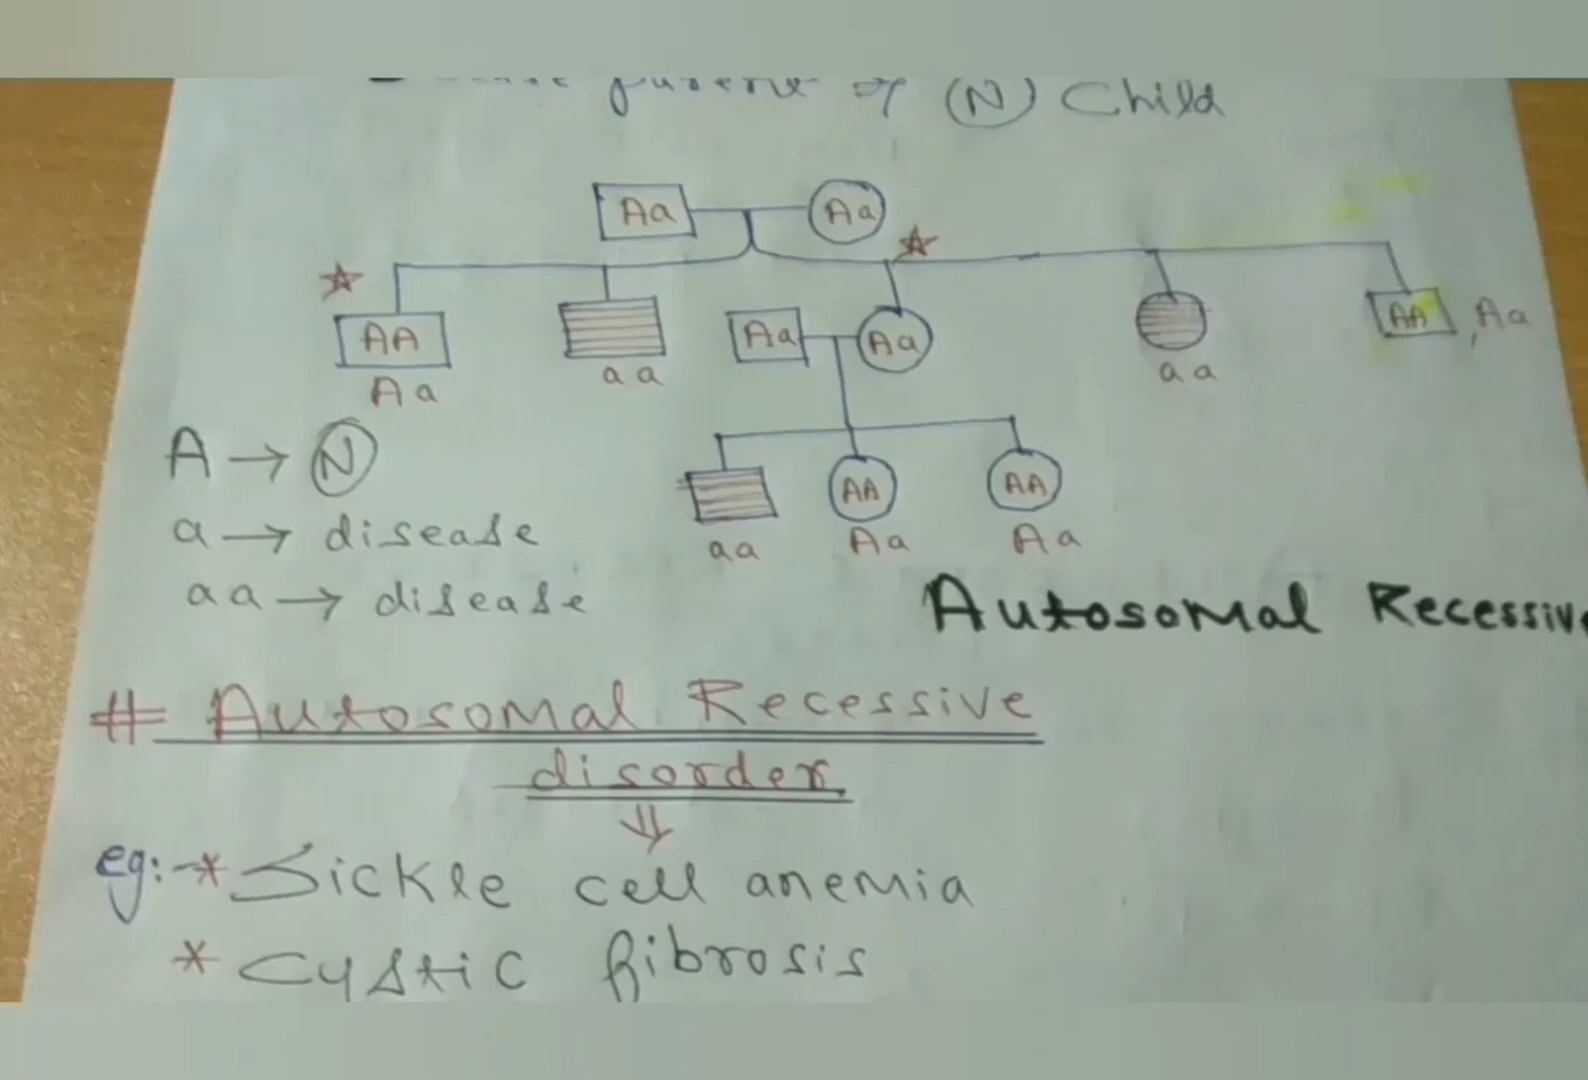 of (N) Child
Aa Aa
AA Aa Aa AA , Aa
Aa aa aa
A → (N)
AA AA
a → disease
aa Aa Aa
aa → disease
Autosomal Recessive
# Autosomal Recessive
disorder
eg:- * Sickle cell anemia
* Cystic fibrosis